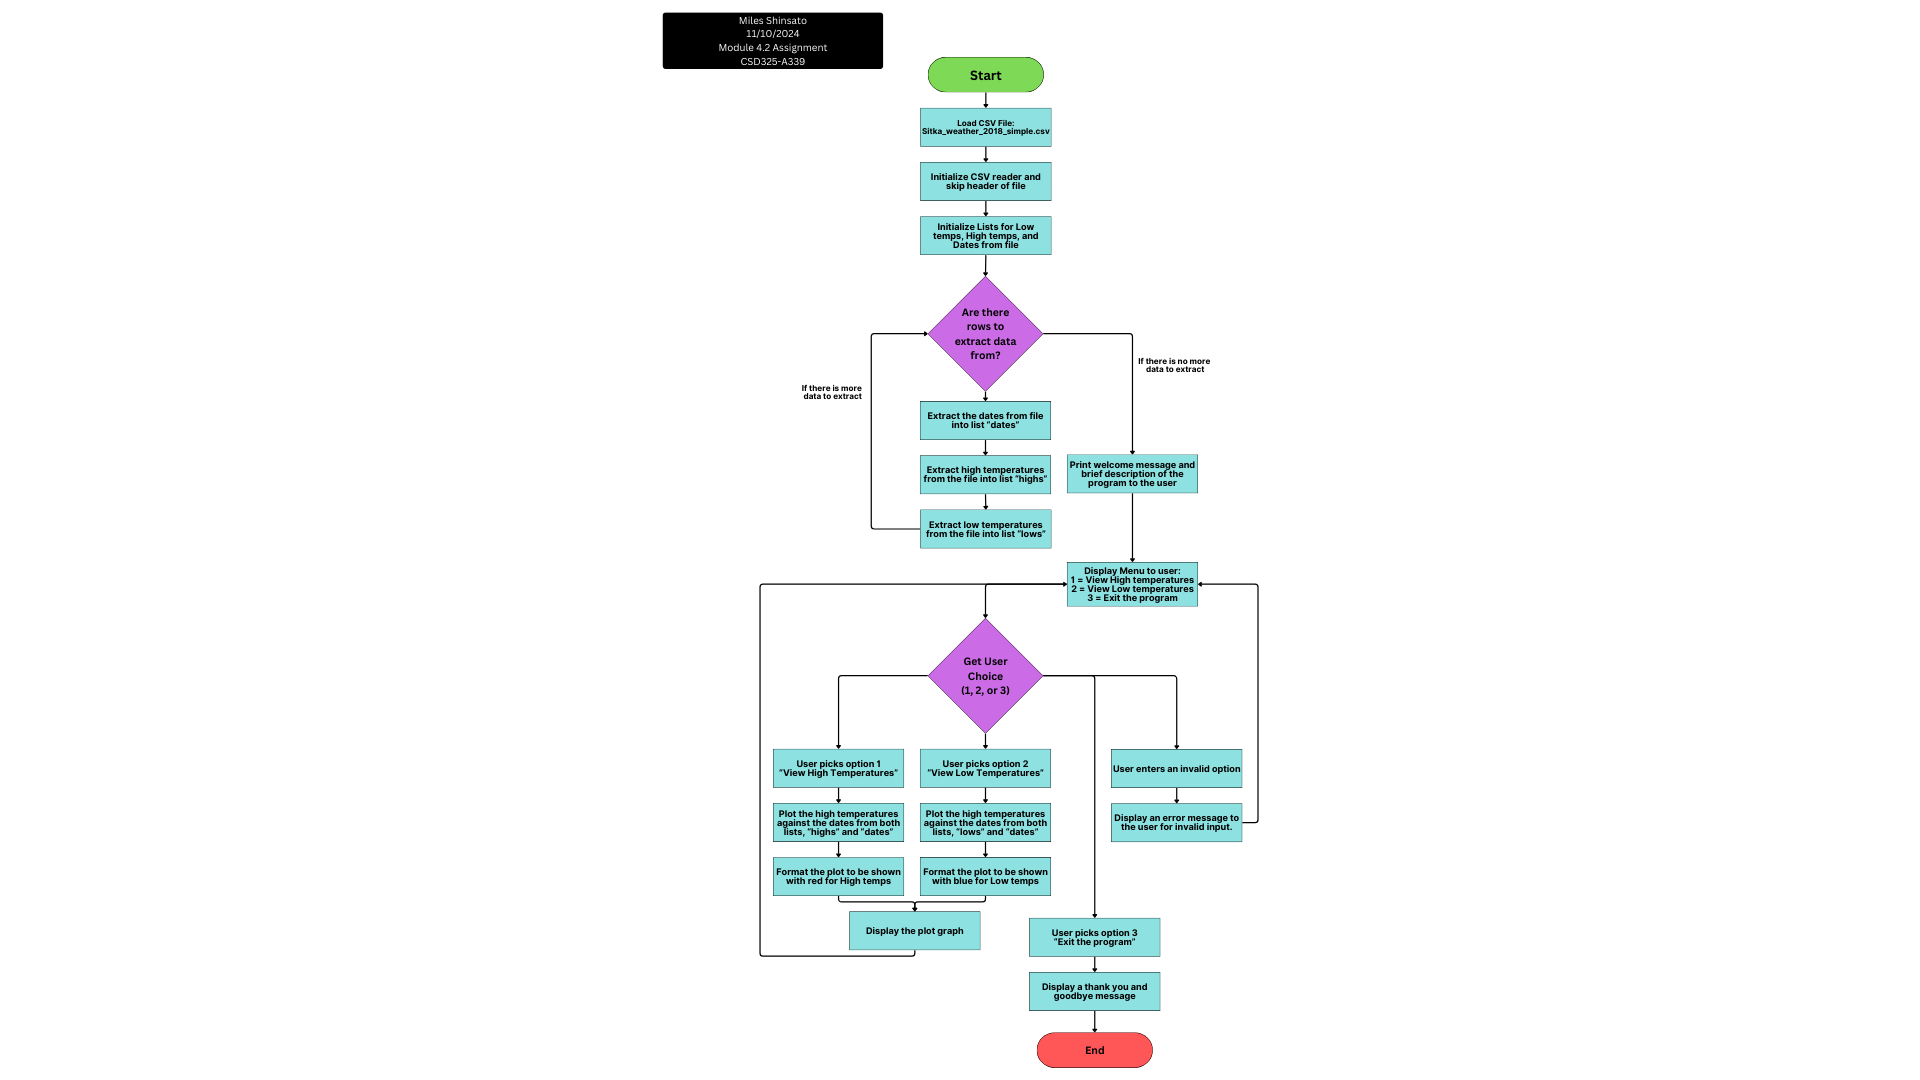 Miles Shinsato
11/10/2024
Module 4.2 Assignment
CSD325-A339
Start
Load CSV File:
Sitka_weather_2018_simple.csv
Initialize CSV reader and
skip header of file
Initialize Lists for Low
temps, High temps, and
Dates from file
Are there
rows to
extract data
from?
If there is no more
data to extract
If there is more
data to extract
Extract the dates from file
into list “dates”
Extract high temperatures
from the file into list “highs”
Print welcome message and
brief description of the
program to the user
Extract low temperatures
from the file into list “lows”
Display Menu to user:
1 = View High temperatures
2 = View Low temperatures
3 = Exit the program
Get User
Choice
(1, 2, or 3)
User picks option 1
“View High Temperatures”
User picks option 2
“View Low Temperatures”
User enters an invalid option
Plot the high temperatures
against the dates from both
lists, “highs” and “dates”
Plot the high temperatures
against the dates from both
lists, “lows” and “dates”
Display an error message to
the user for invalid input.
Format the plot to be shown
with red for High temps
Format the plot to be shown
with blue for Low temps
Display the plot graph
User picks option 3
“Exit the program”
Display a thank you and
goodbye message
End